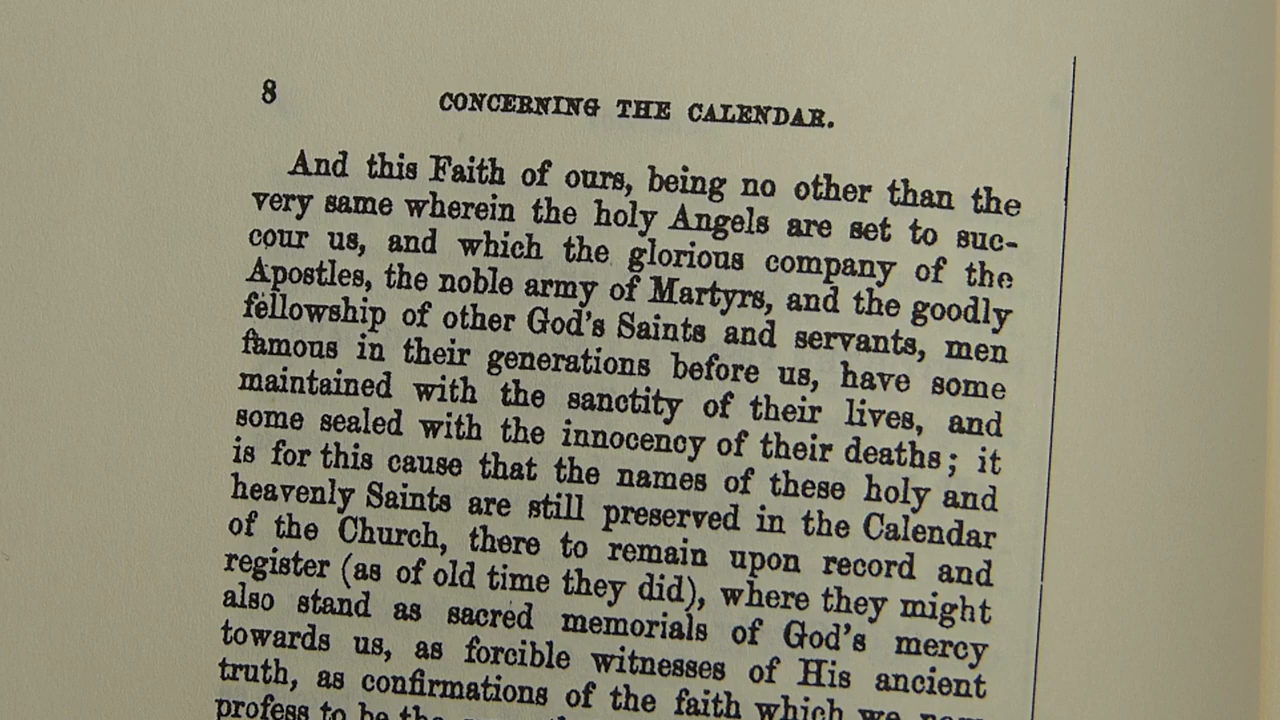 8
CONCERNING THE CALENDAR.
And this Faith of ours, being no other than the
very same wherein the holy Angels are set to suc-
cour us, and which the glorious company of the
Apostles, the noble army of Martyrs, and the goodly
fellowship of other God's Saints and servants, men
famous in their generations before us, have some
maintained with the sanctity of their lives, and
some sealed with the innocency of their deaths; it
is for this cause that the names of these holy and
heavenly Saints are still preserved in the Calendar
of the Church, there to remain upon record and
register (as of old time they did), where they might
also stand as sacred memorials of God's mercy
towards us, as forcible witnesses of His ancient
truth, as confirmations of the faith which we now
profess to be the